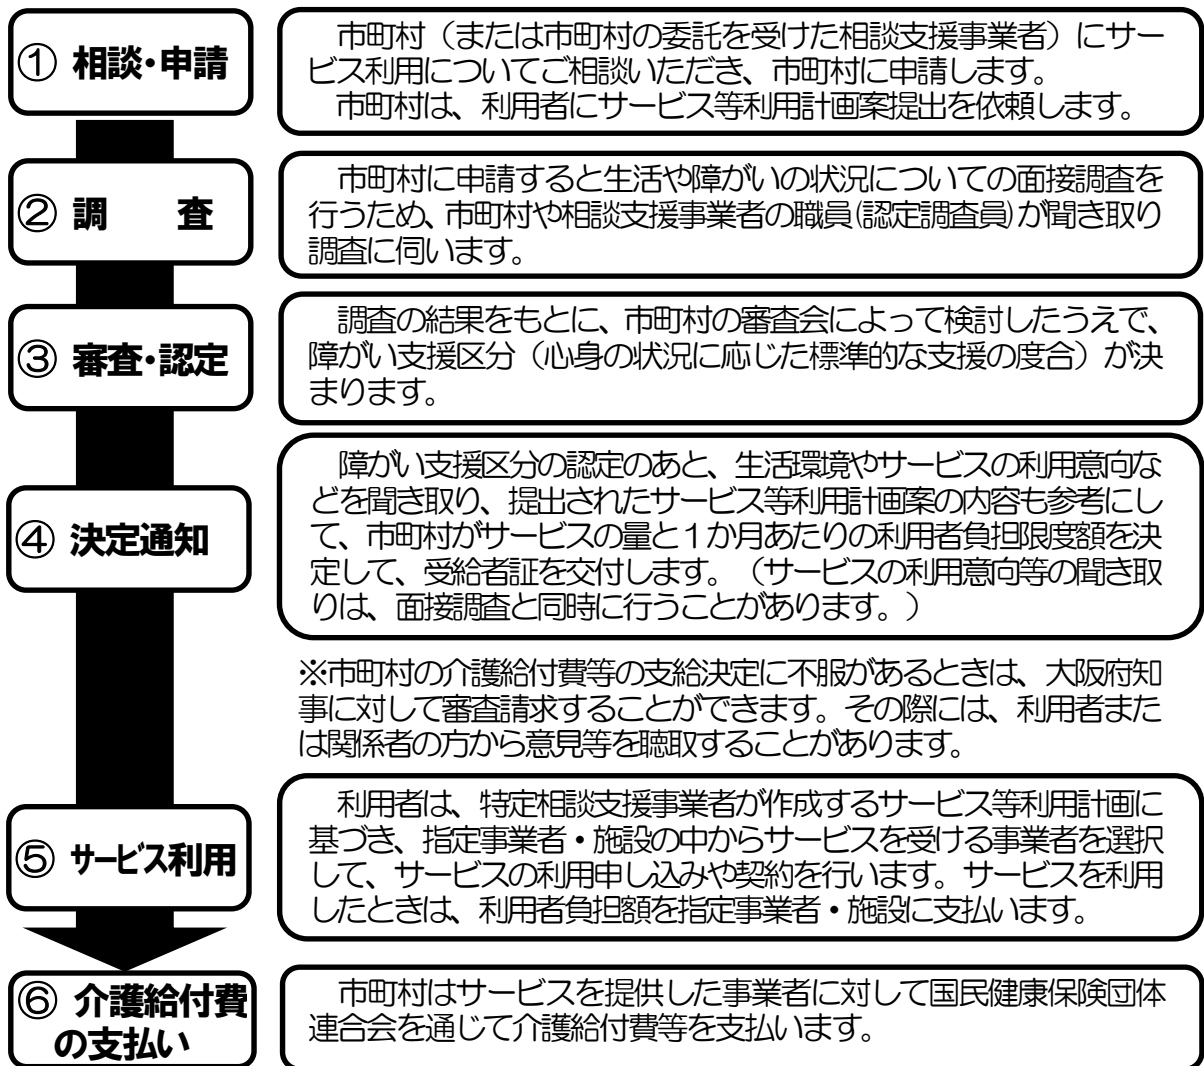 ① 相談・申請
市町村（または市町村の委託を受けた相談支援事業者）にサー
ビス利用についてご相談いただき、市町村に申請します。
市町村は、利用者にサービス等利用計画案提出を依頼します。
② 調　　査
市町村に申請すると生活や障がいの状況についての面接調査を
行うため、市町村や相談支援事業者の職員(認定調査員)が聞き取り
調査に伺います。
③ 審査・認定
調査の結果をもとに、市町村の審査会によって検討したうえで、
障がい支援区分（心身の状況に応じた標準的な支援の度合）が決
まります。
④ 決定通知
障がい支援区分の認定のあと、生活環境やサービスの利用意向な
どを聞き取り、提出されたサービス等利用計画案の内容も参考にし
て、市町村がサービスの量と１か月あたりの利用者負担限度額を決
定して、受給者証を交付します。（サービスの利用意向等の聞き取
りは、面接調査と同時に行うことがあります。）
※市町村の介護給付費等の支給決定に不服があるときは、大阪府知
事に対して審査請求することができます。その際には、利用者また
は関係者の方から意見等を聴取することがあります。
⑤ サービス利用
利用者は、特定相談支援事業者が作成するサービス等利用計画に
基づき、指定事業者・施設の中からサービスを受ける事業者を選択
して、サービスの利用申し込みや契約を行います。サービスを利用
したときは、利用者負担額を指定事業者・施設に支払います。
⑥ 介護給付費
の支払い
市町村はサービスを提供した事業者に対して国民健康保険団体
連合会を通じて介護給付費等を支払います。